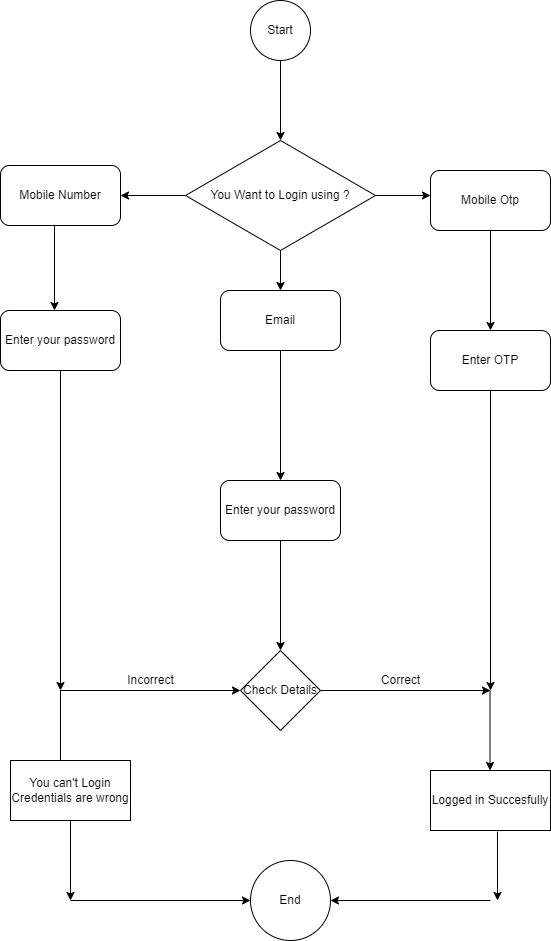 Start
You Want to Login using ?
Mobile Number
Mobile Otp
Email
Enter your password
Enter OTP
Enter your password
Incorrect
Check Details
Correct
You can't Login
Credentials are wrong
Logged in Succesfully
End